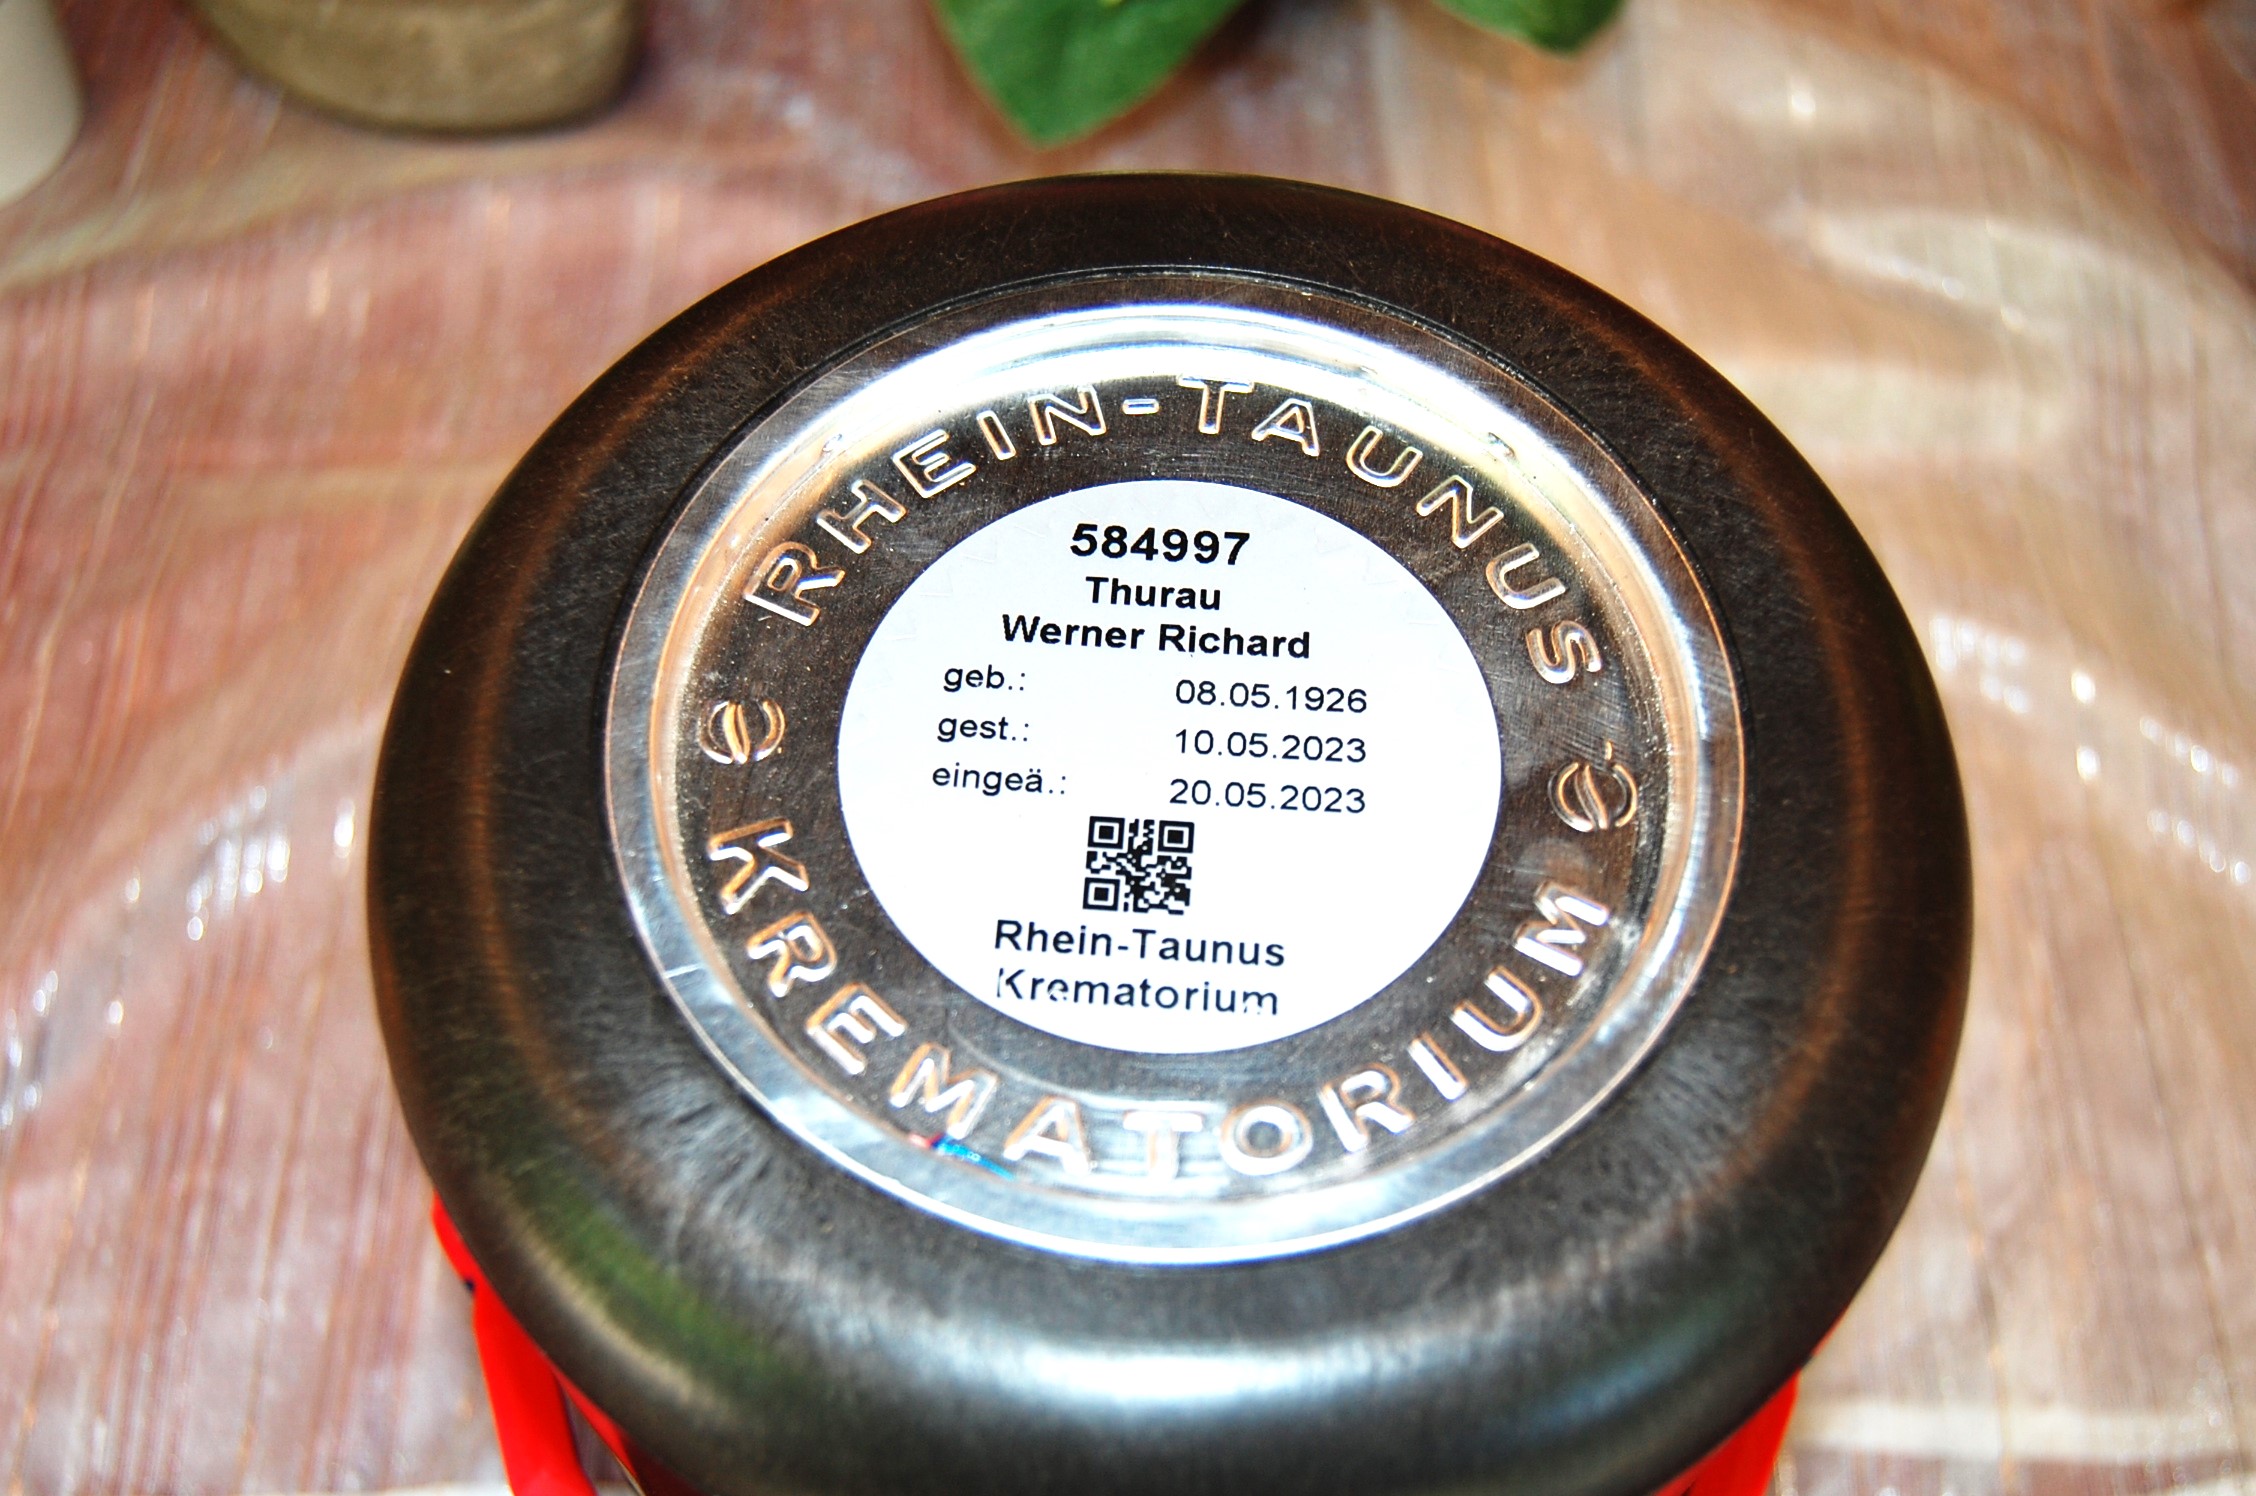 RHEIN-TAUNUS
584997
Thurau
Werner Richard
geb.: 08.05.1926
gest.: 10.05.2023
eingeä.: 20.05.2023
Rhein-Taunus
Krematorium
KREMATORIUM